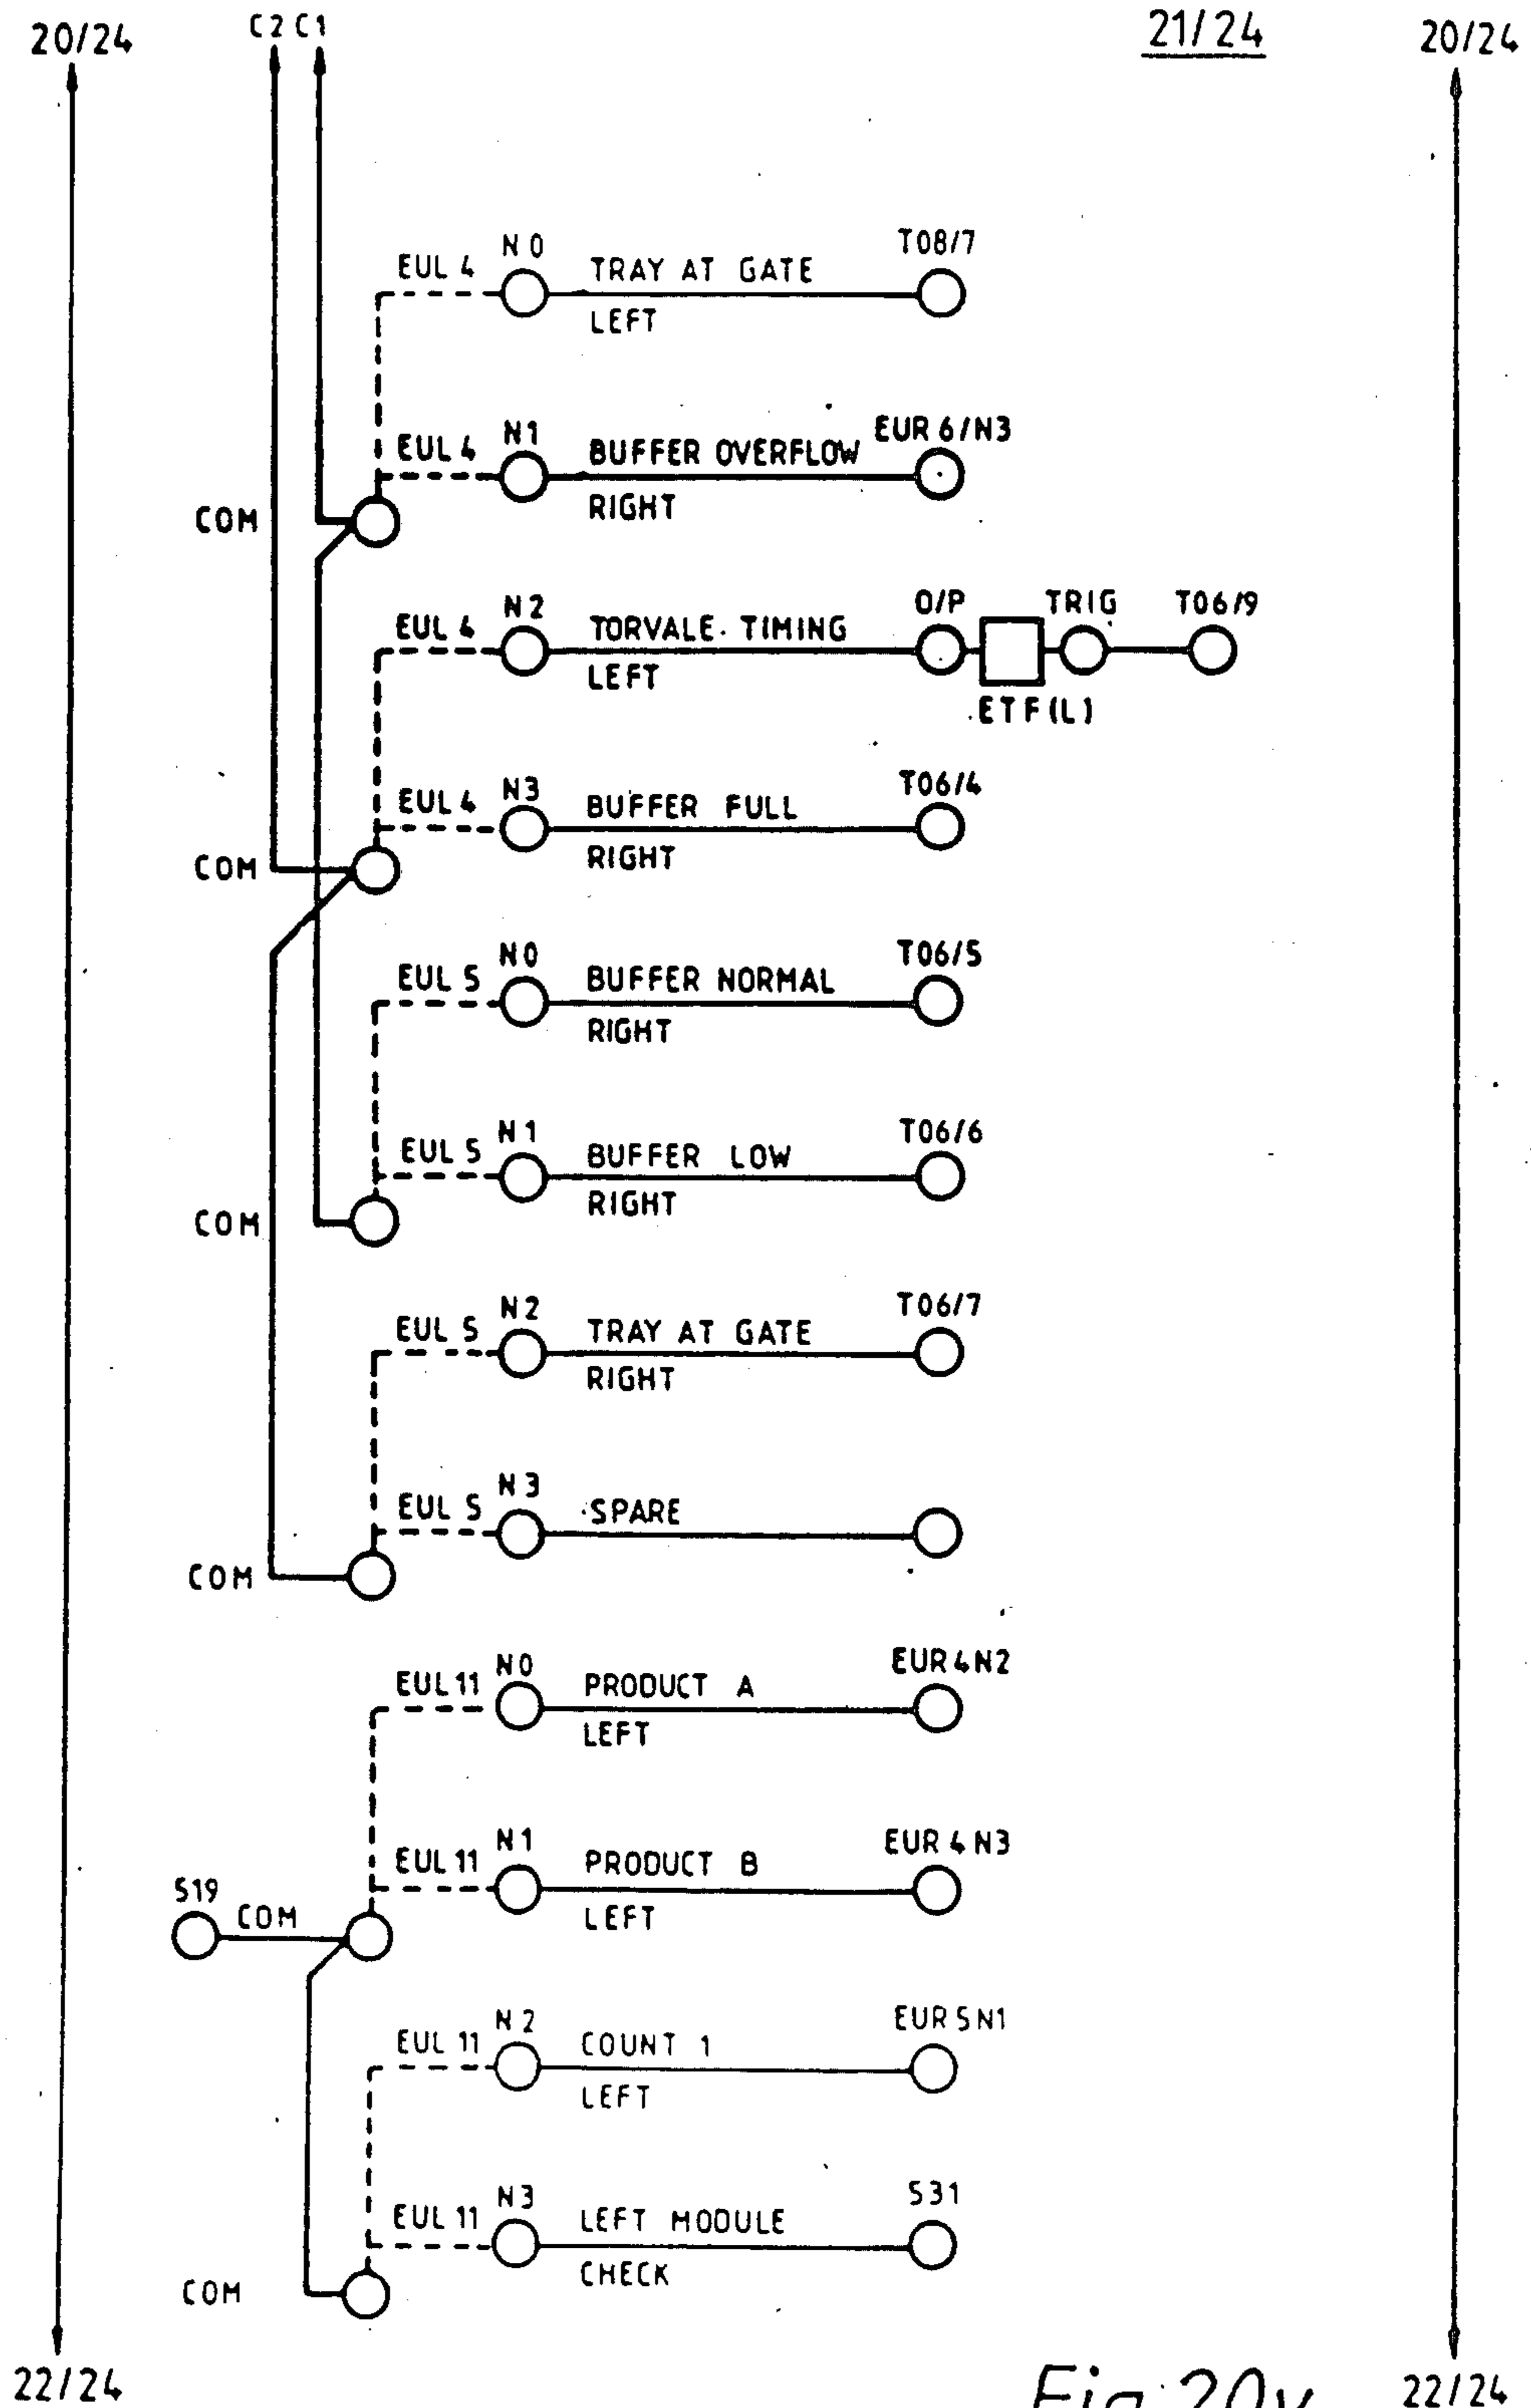 20/24
C2 C1
21/24
20/24
EUL 4 N0 TRAY AT GATE T08/7
LEFT
EUL 4 N1 BUFFER OVERFLOW EUR 6/N3
RIGHT
COM
EUL 4 N2 TORVALE TIMING O/P TRIG T06/9
LEFT
ETF(L)
EUL 4 N3 BUFFER FULL T06/4
RIGHT
COM
EUL 5 N0 BUFFER NORMAL T06/5
RIGHT
EUL 5 N1 BUFFER LOW T06/6
RIGHT
COM
EUL 5 N2 TRAY AT GATE T06/7
RIGHT
EUL 5 N3 SPARE
COM
EUL 11 N0 PRODUCT A EUR 4N2
LEFT
EUL 11 N1 PRODUCT B EUR 4N3
LEFT
S19 COM
EUL 11 N2 COUNT 1 EUR 5N1
LEFT
EUL 11 N3 LEFT MODULE S31
CHECK
COM
22/24
Fig. 20v
22/24